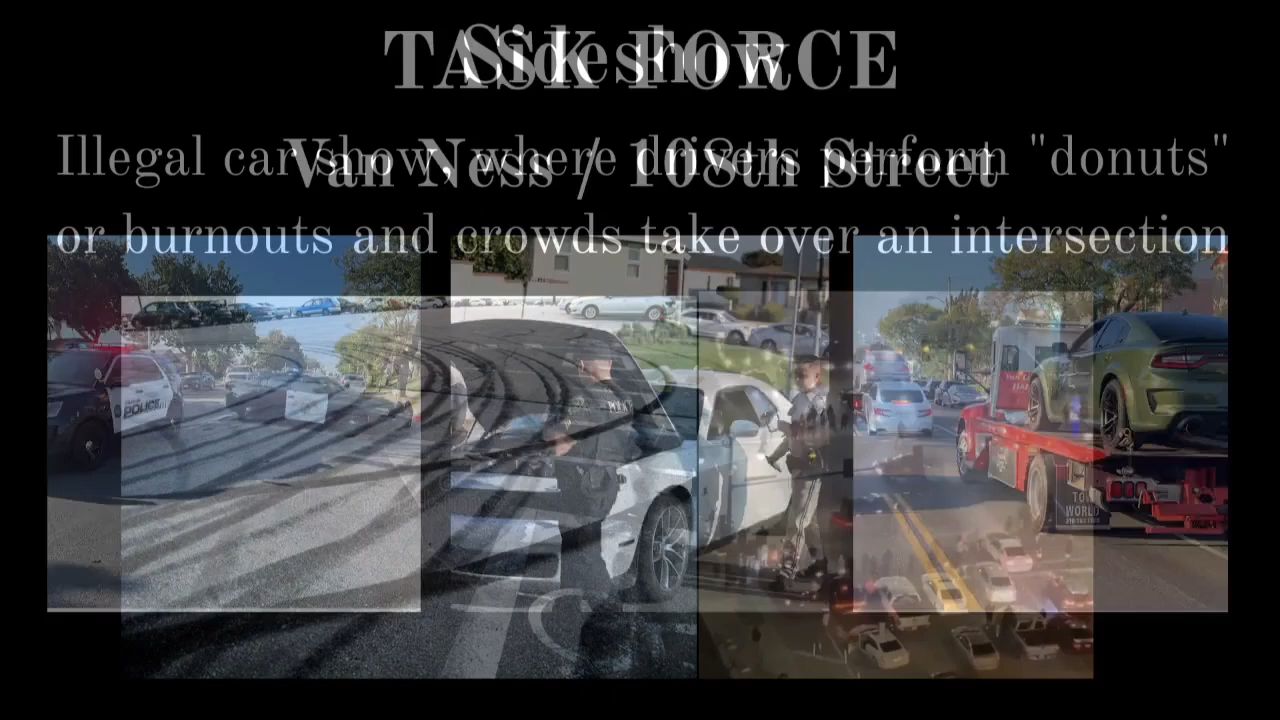 TASK FORCE
Sideshow
Van Ness / 108th Street
Illegal car show, where drivers perform "donuts"
or burnouts and crowds take over an intersection
POLICE
TOW
WORLD